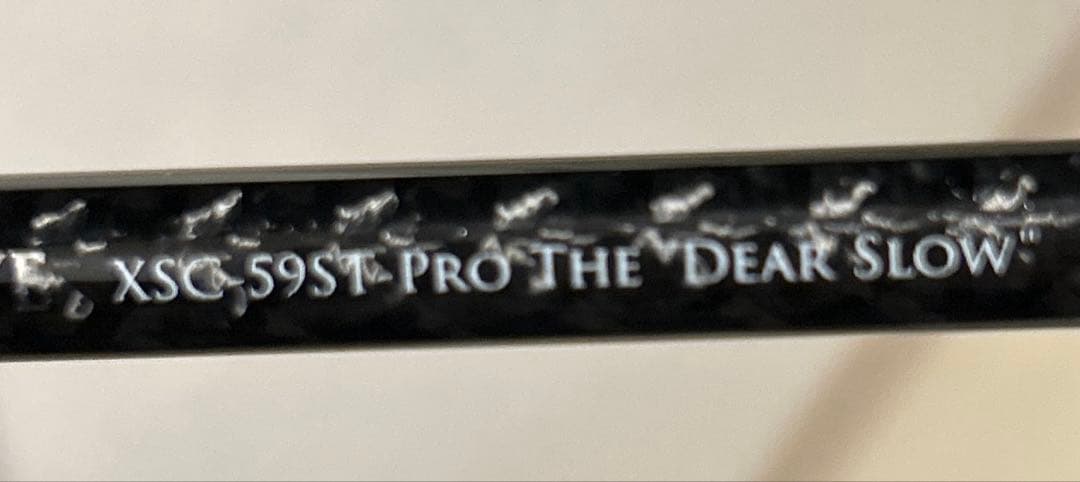 XSC-59ST-PRO THE "DEAR SLOW"